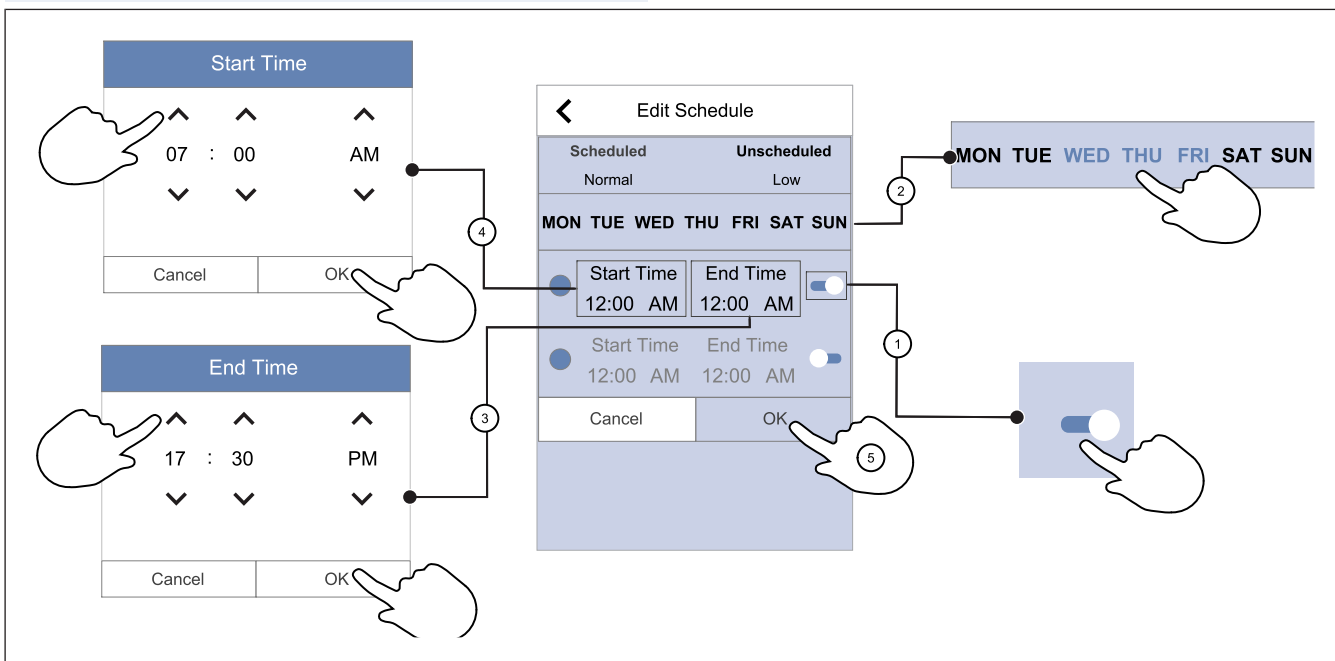 Start Time
07 : 00 AM
Cancel OK
4
End Time
17 : 30 PM
Cancel OK
3
Edit Schedule
Scheduled Unscheduled
Normal Low
MON TUE WED THU FRI SAT SUN
Start Time End Time
12:00 AM 12:00 AM
Start Time End Time
12:00 AM 12:00 AM
Cancel OK
5
2
MON TUE WED THU FRI SAT SUN
1